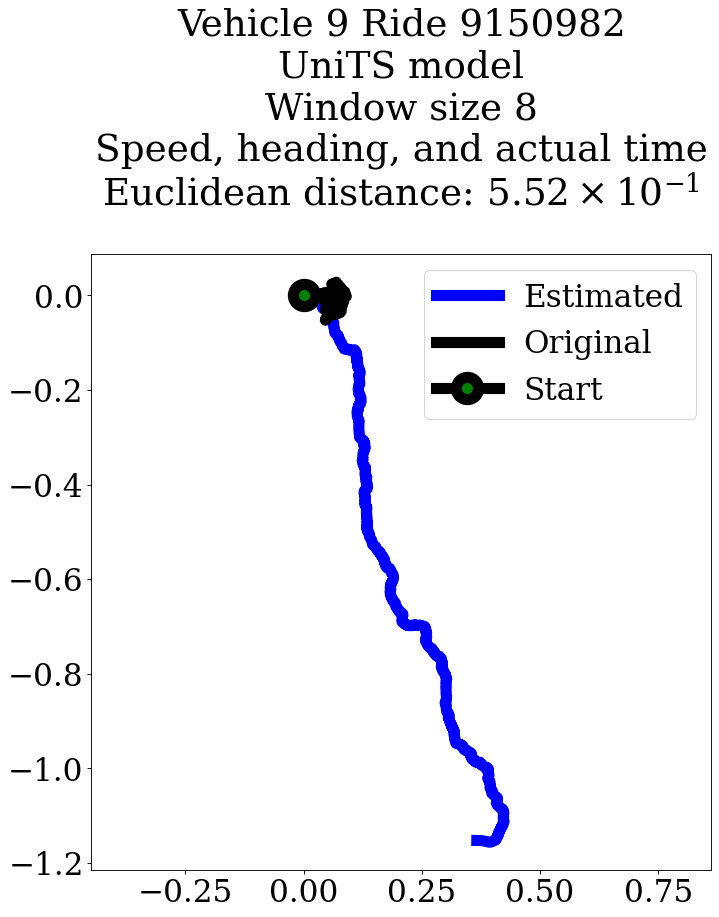 Vehicle 9 Ride 9150982
UniTS model
Window size 8
Speed, heading, and actual time
Euclidean distance: 5.52 × 10⁻¹
Estimated
Original
Start
0.0
−0.2
−0.4
−0.6
−0.8
−1.0
−1.2
−0.25 0.00 0.25 0.50 0.75